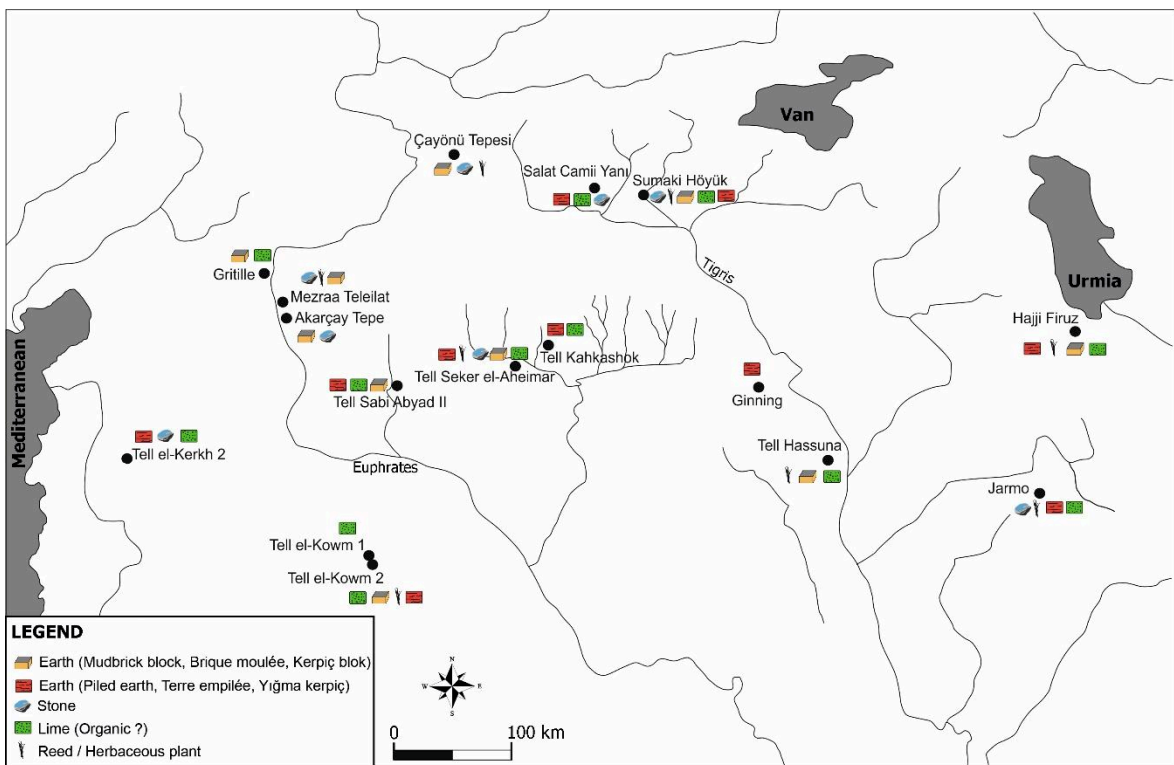 Van
Çayönü Tepesi
Salat Camii Yanı
Sumaki Höyük
Tigris
Urmia
Gritille
Mezraa Teleilat
Akarçay Tepe
Hajji Firuz
Tell Kahkashok
Tell Seker el-Aheimar
Ginning
Tell Sabi Abyad II
Mediterranean
Tell el-Kerkh 2
Euphrates
Tell Hassuna
Jarmo
Tell el-Kowm 1
Tell el-Kowm 2
LEGEND
Earth (Mudbrick block, Brique moulée, Kerpiç blok)
Earth (Piled earth, Terre empilée, Yığma kerpiç)
Stone
Lime (Organic ?)
Reed / Herbaceous plant
N
W E
S
0 100 km